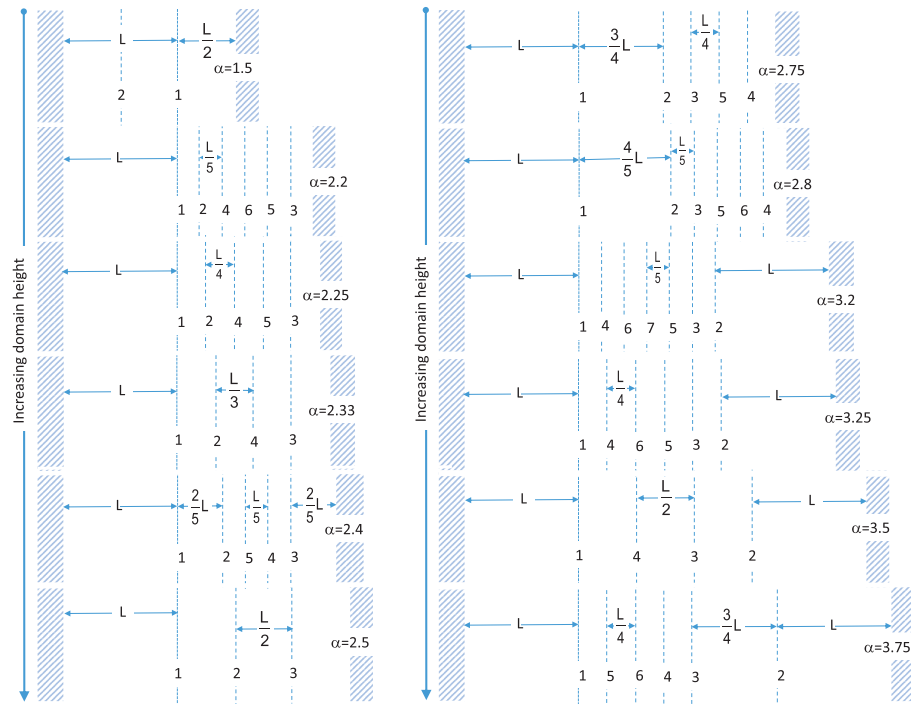 Increasing domain height
L
L/2
α=1.5
2 1
L
L/5
α=2.2
1 2 4 6 5 3
L
L/4
α=2.25
1 2 4 5 3
L
L/3
α=2.33
1 2 4 3
L
2/5 L
L/5
2/5 L
α=2.4
1 2 5 4 3
L
L/2
α=2.5
1 2 3
Increasing domain height
L
3/4 L
L/4
α=2.75
1 2 3 5 4
L
4/5 L
L/5
α=2.8
1 2 3 5 6 4
L
L/5
L
α=3.2
1 4 6 7 5 3 2
L
L/4
L
α=3.25
1 4 6 5 3 2
L
L/2
L
α=3.5
1 4 3 2
L
L/4
3/4 L
L
α=3.75
1 5 6 4 3 2